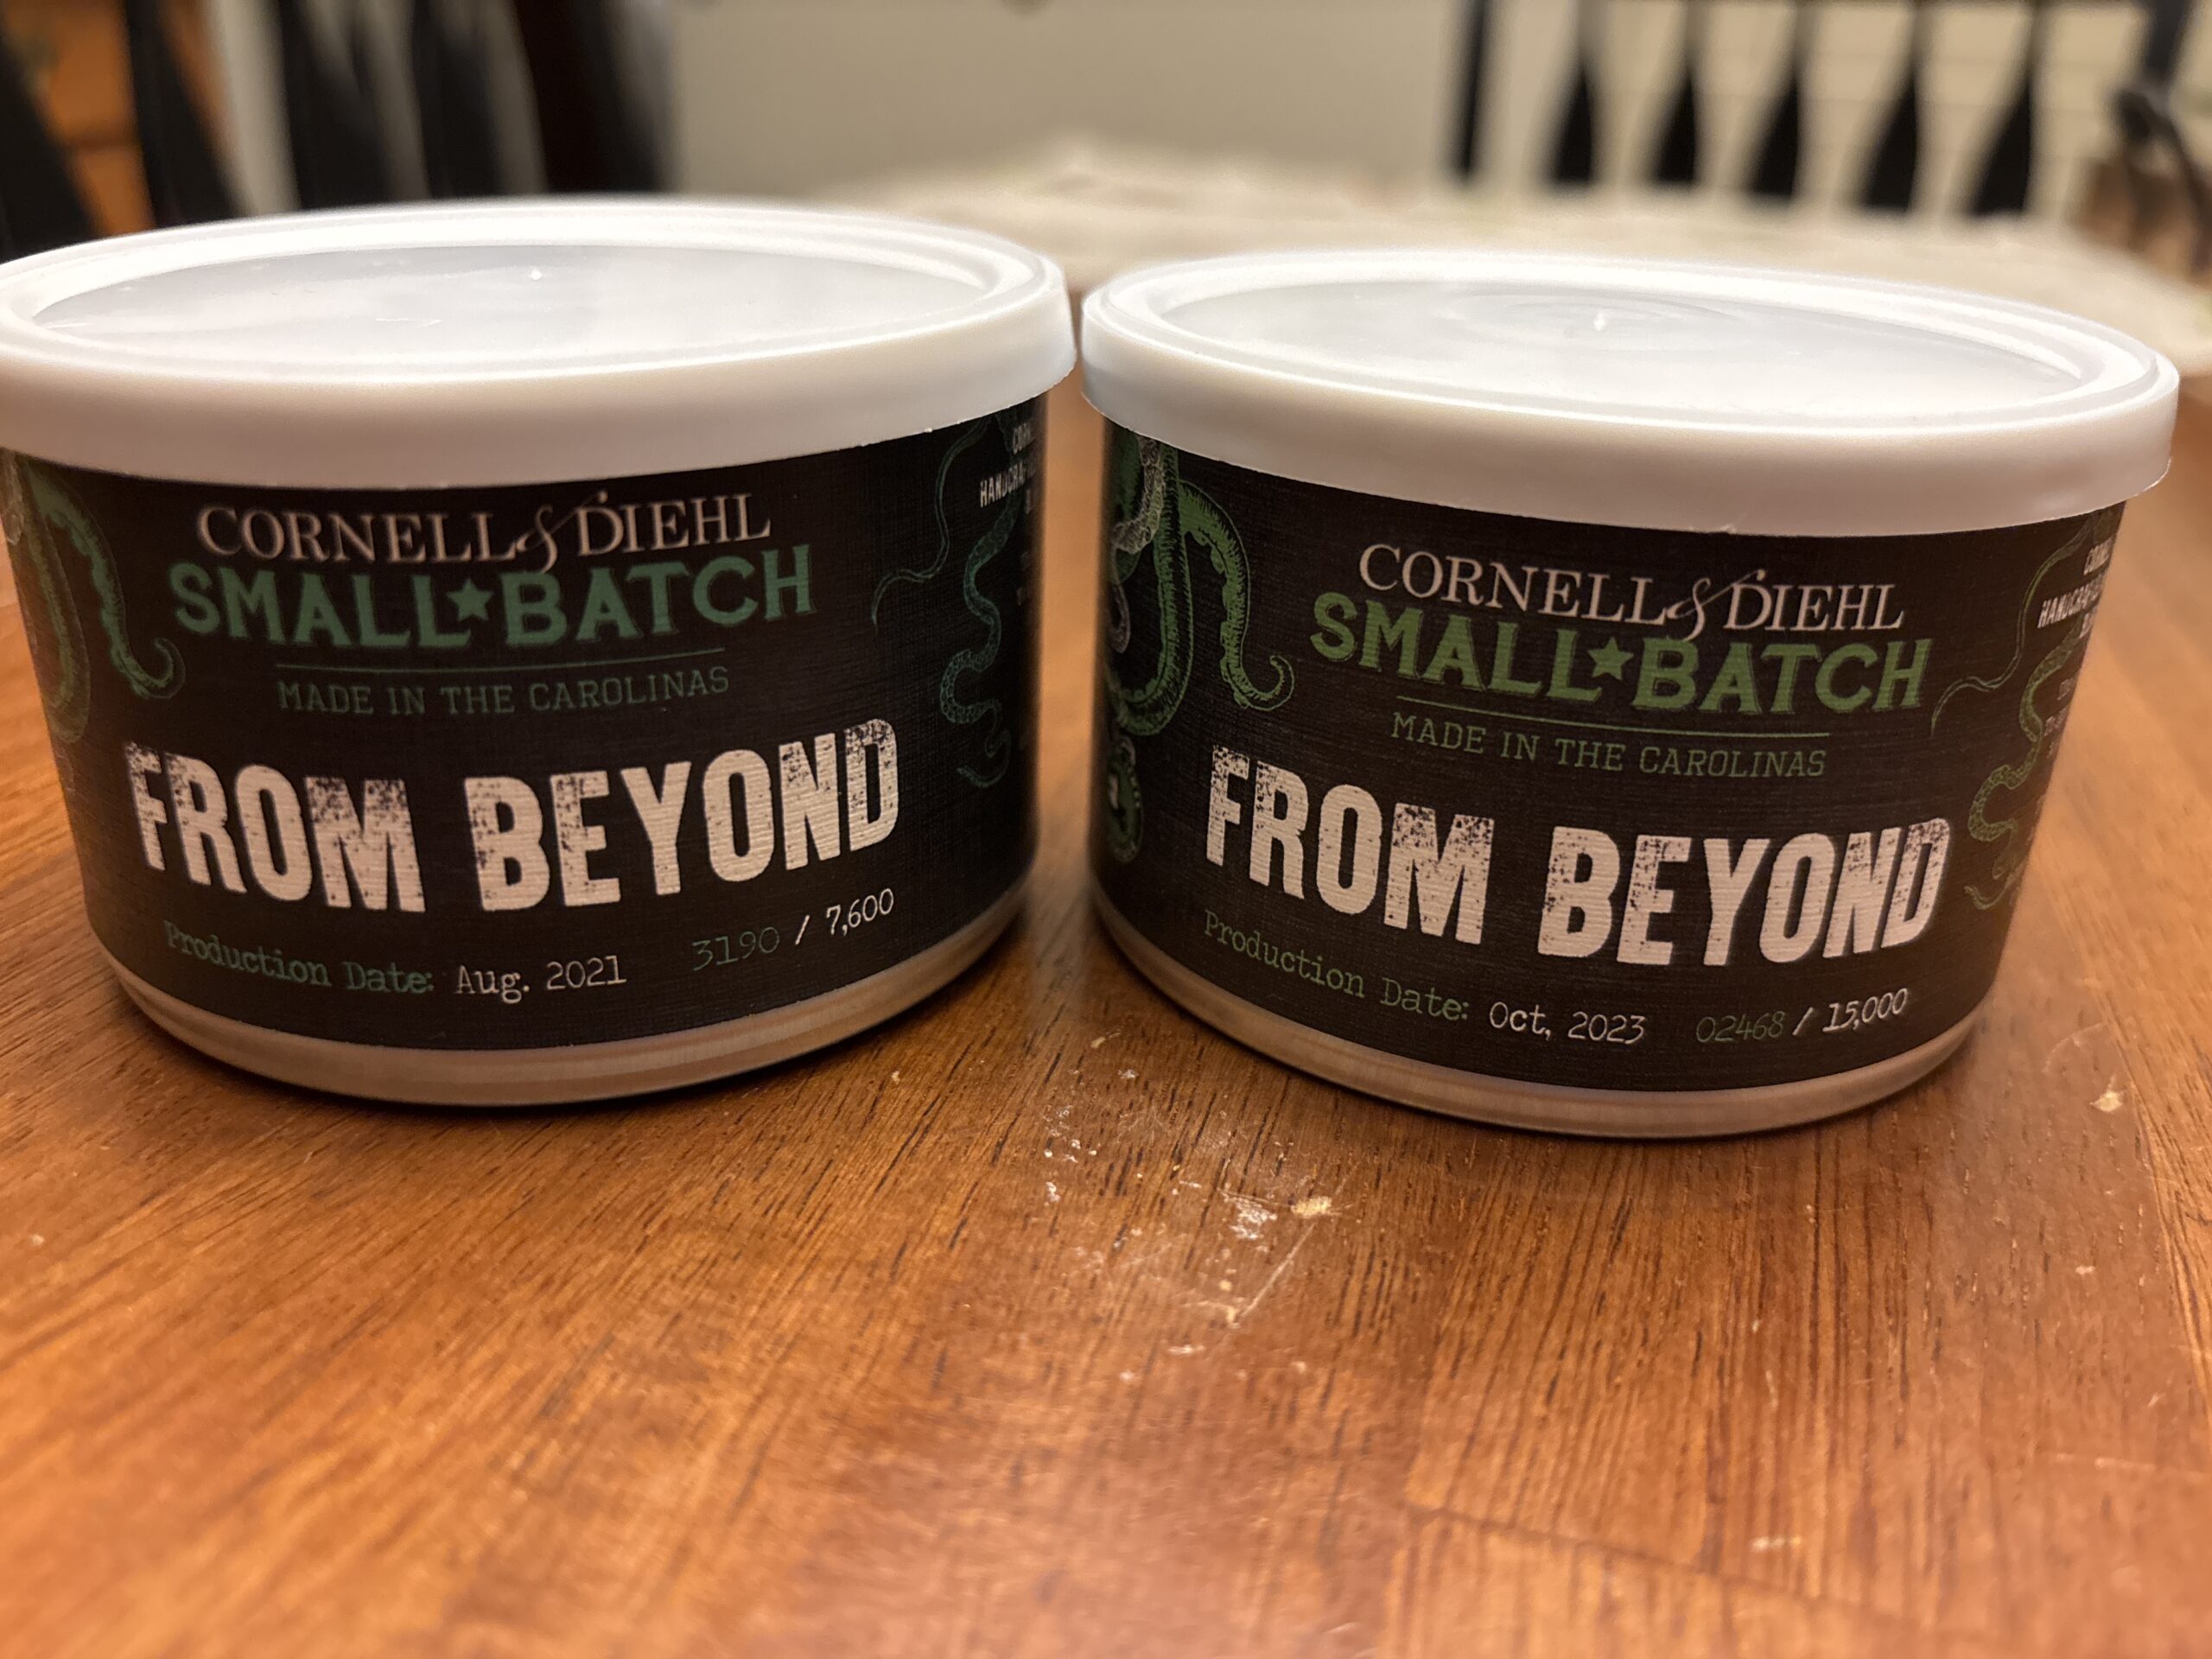 CORNELL & DIEHL
SMALL★BATCH
MADE IN THE CAROLINAS
FROM BEYOND
Production Date: Aug. 2021 3190 / 7,600
CORNELL & DIEHL
SMALL★BATCH
MADE IN THE CAROLINAS
FROM BEYOND
Production Date: Oct, 2023 02468 / 15,000